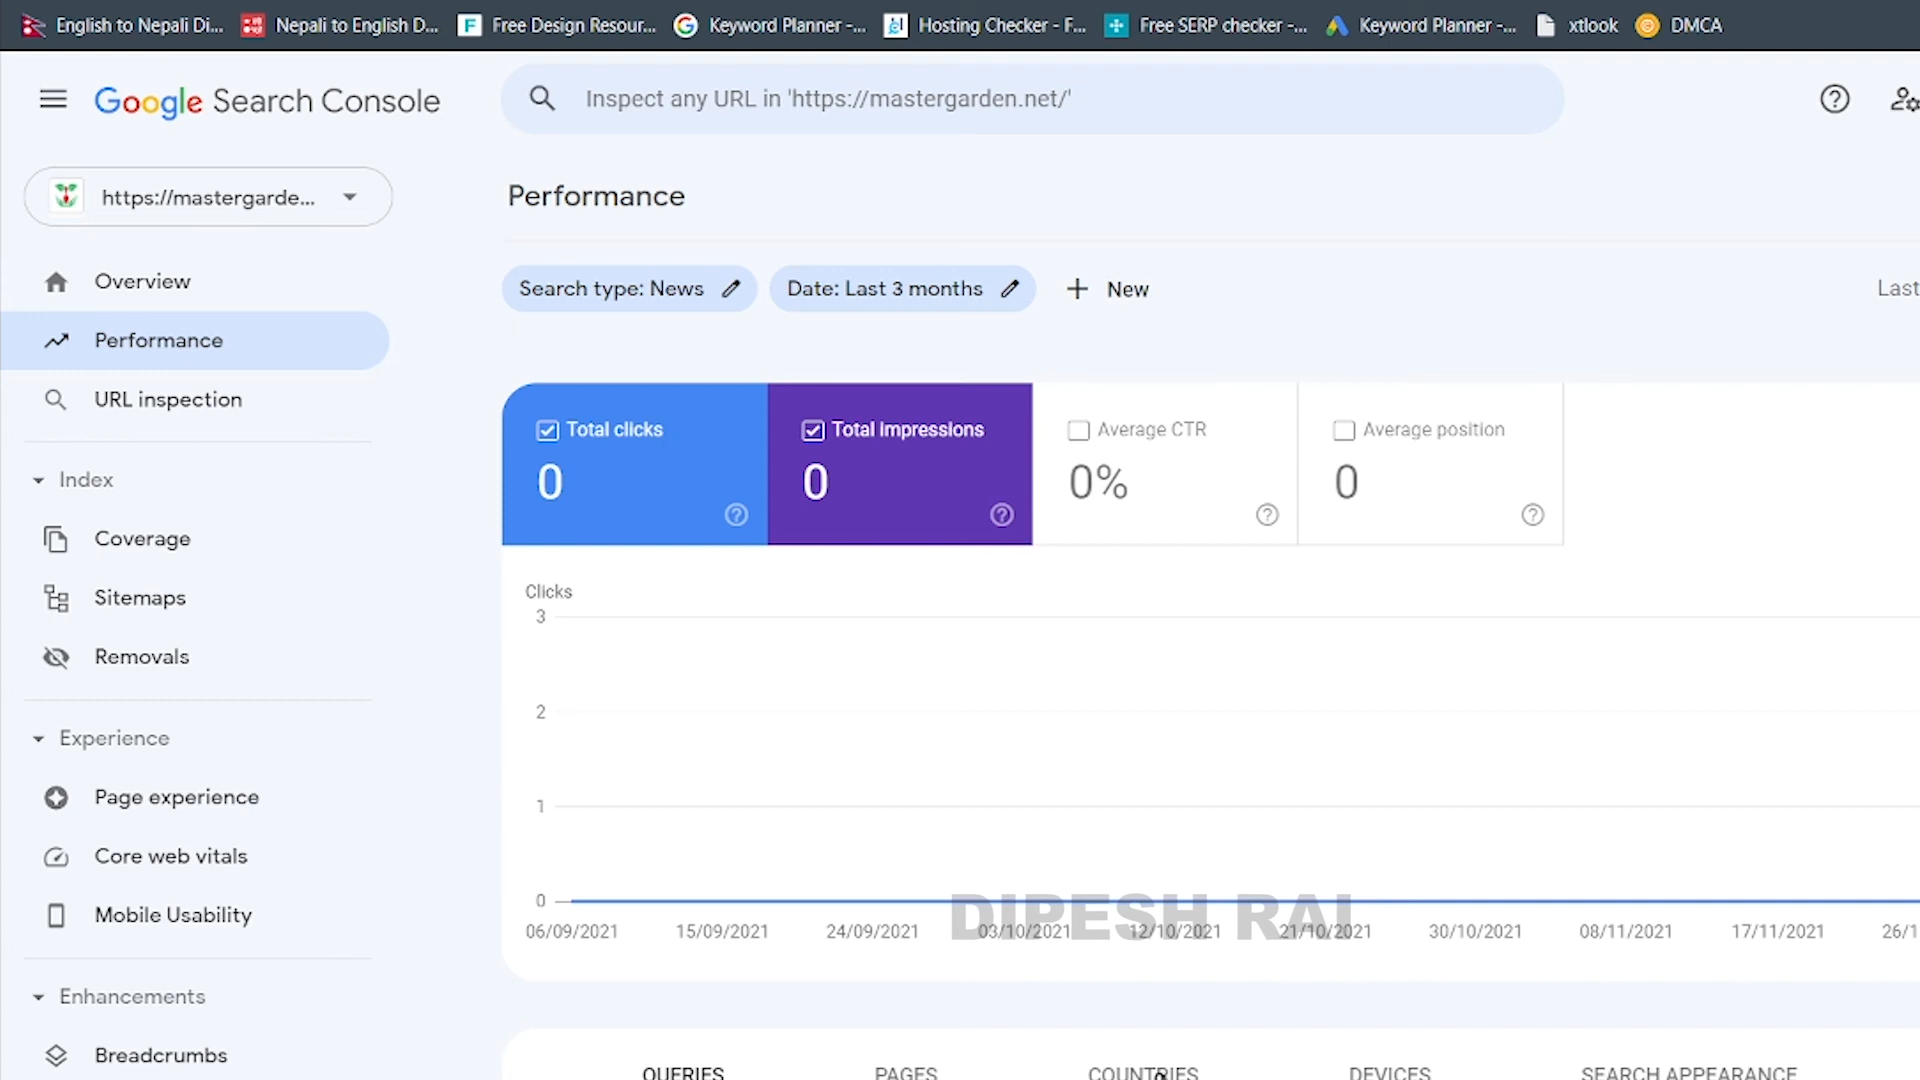 English to Nepali Di... Nepali to English D... Free Design Resour... Keyword Planner -... Hosting Checker - F... Free SERP checker -... Keyword Planner -... xtlook DMCA
Google Search Console
Inspect any URL in 'https://mastergarden.net/'
https://mastergarde...
Performance
Overview
Performance
URL inspection
Index
Coverage
Sitemaps
Removals
Experience
Page experience
Core web vitals
Mobile Usability
Enhancements
Breadcrumbs
Search type: News Date: Last 3 months New Last
Total clicks Total impressions Average CTR Average position
0 0 0% 0
Clicks
3
2
1
0
DIPESH RAI
06/09/2021 15/09/2021 24/09/2021 03/10/2021 12/10/2021 21/10/2021 30/10/2021 08/11/2021 17/11/2021 26/1
QUERIES PAGES COUNTRIES DEVICES SEARCH APPEARANCE